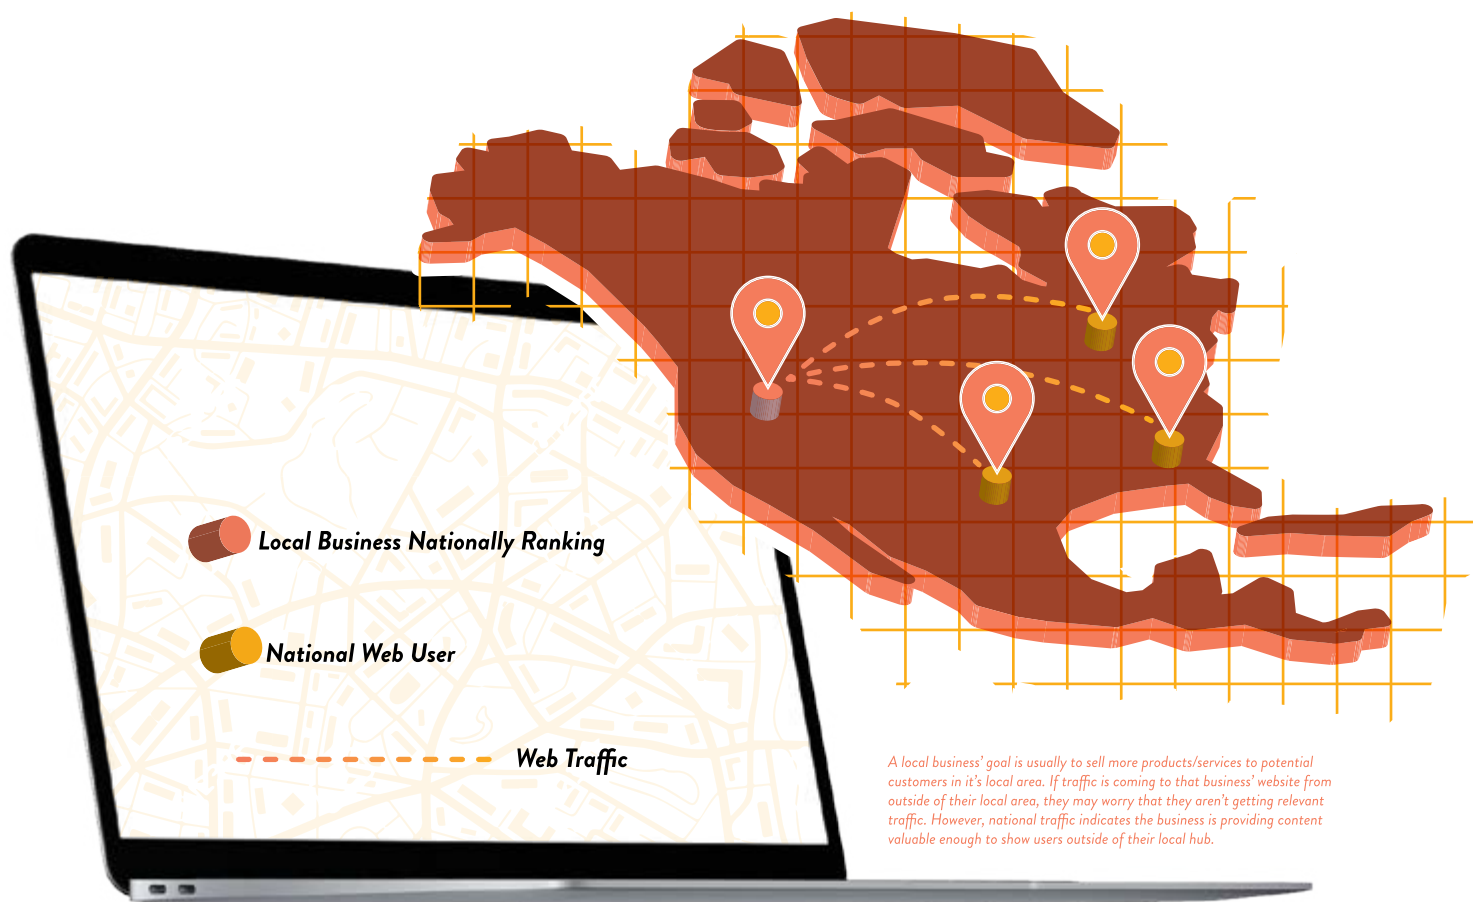 Local Business Nationally Ranking
National Web User
Web Traffic
A local business’ goal is usually to sell more products/services to potential
customers in it’s local area. If traffic is coming to that business’ website from
outside of their local area, they may worry that they aren’t getting relevant
traffic. However, national traffic indicates the business is providing content
valuable enough to show users outside of their local hub.